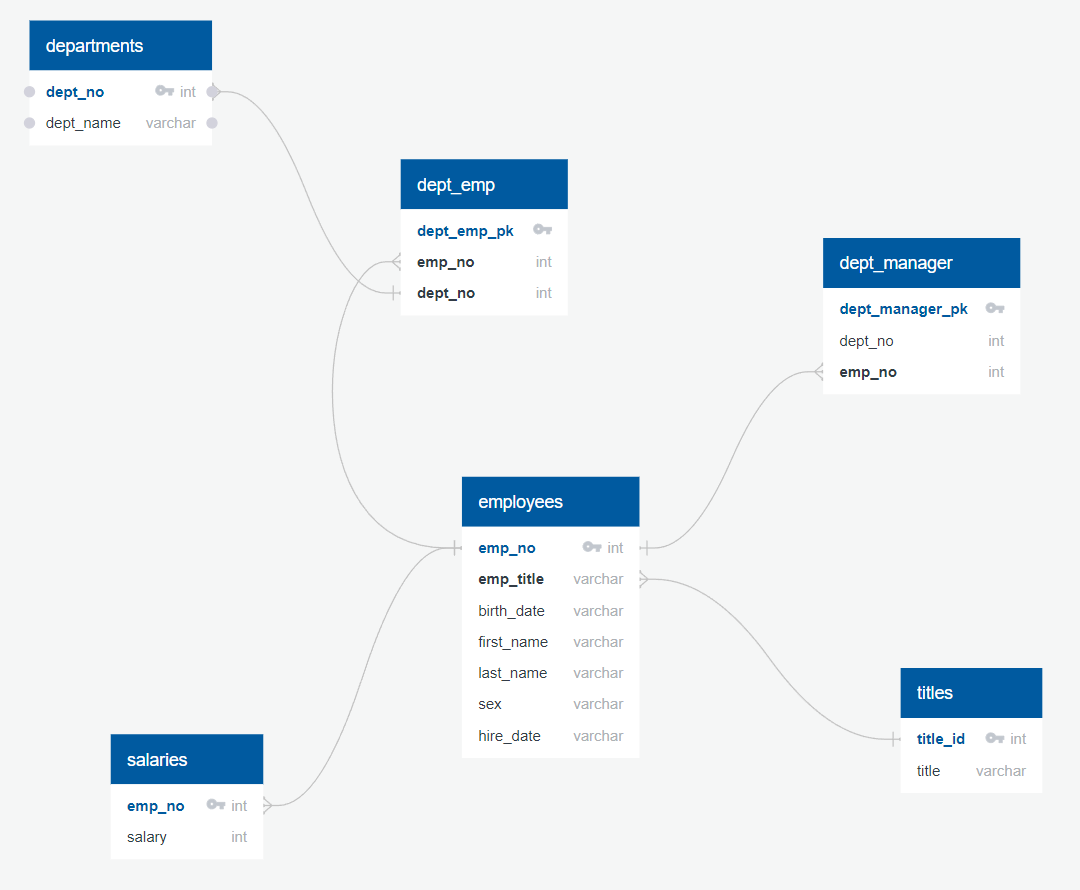 departments
dept_no int
dept_name varchar
dept_emp
dept_emp_pk
emp_no int
dept_no int
dept_manager
dept_manager_pk
dept_no int
emp_no int
employees
emp_no int
emp_title varchar
birth_date varchar
first_name varchar
last_name varchar
sex varchar
hire_date varchar
titles
title_id int
title varchar
salaries
emp_no int
salary int